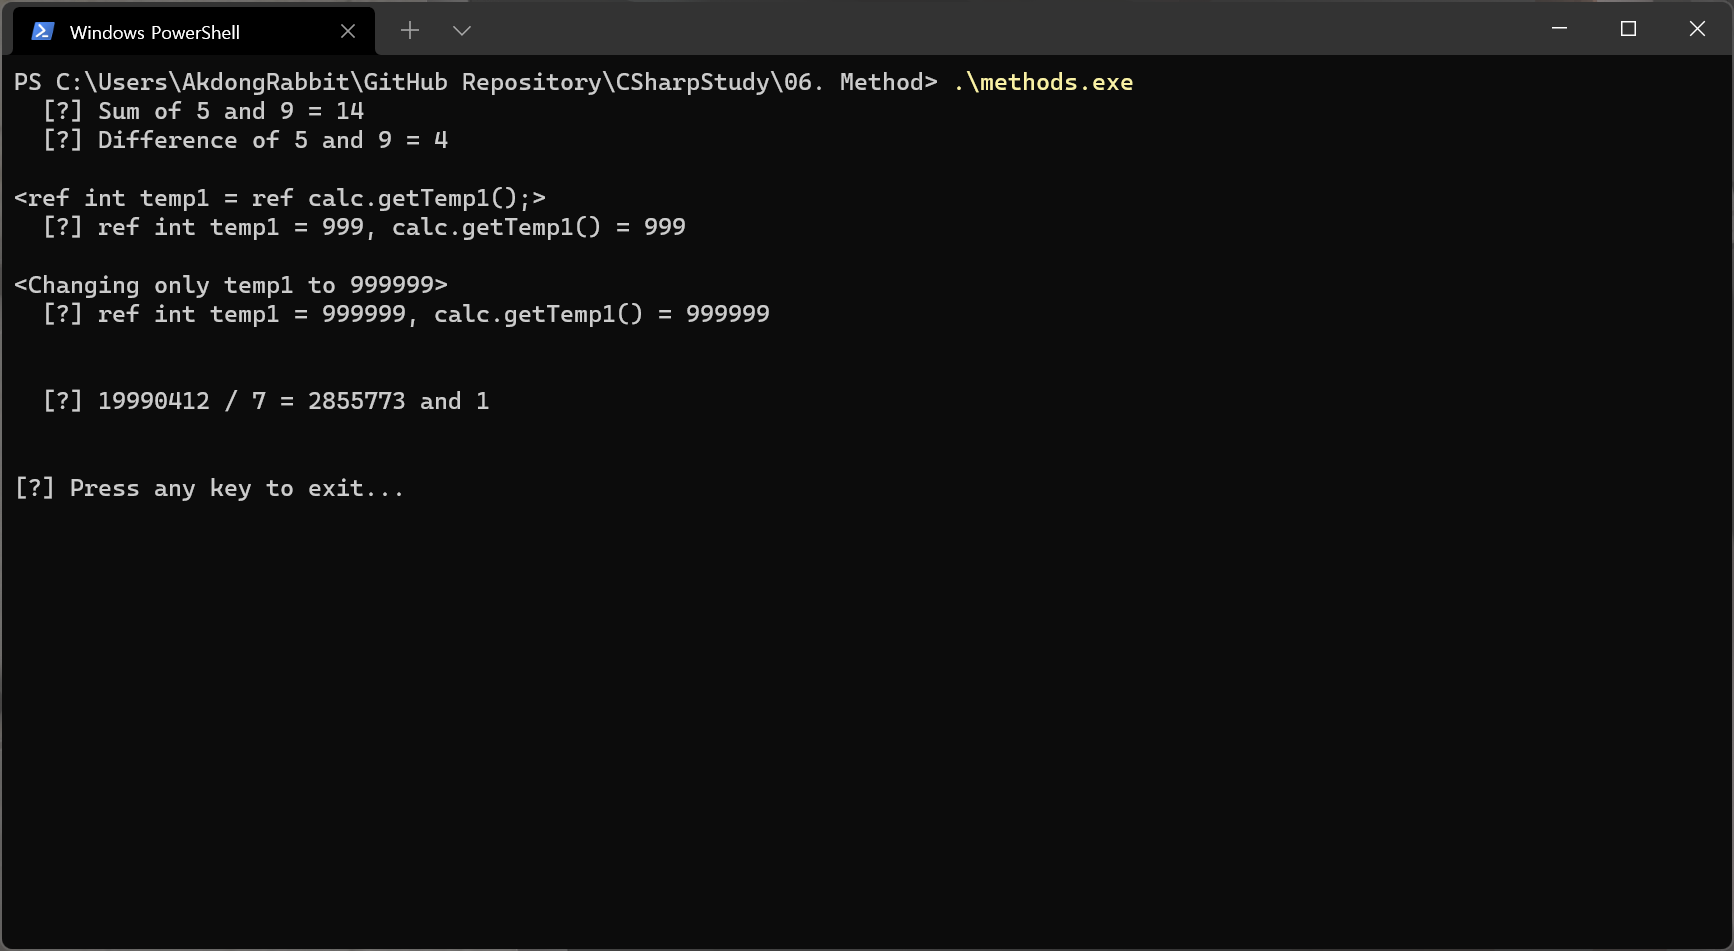 Windows PowerShell
PS C:\Users\AkdongRabbit\GitHub Repository\CSharpStudy\06. Method> .\methods.exe
[?] Sum of 5 and 9 = 14
[?] Difference of 5 and 9 = 4
<ref int temp1 = ref calc.getTemp1();>
[?] ref int temp1 = 999, calc.getTemp1() = 999
<Changing only temp1 to 999999>
[?] ref int temp1 = 999999, calc.getTemp1() = 999999
[?] 19990412 / 7 = 2855773 and 1
[?] Press any key to exit...